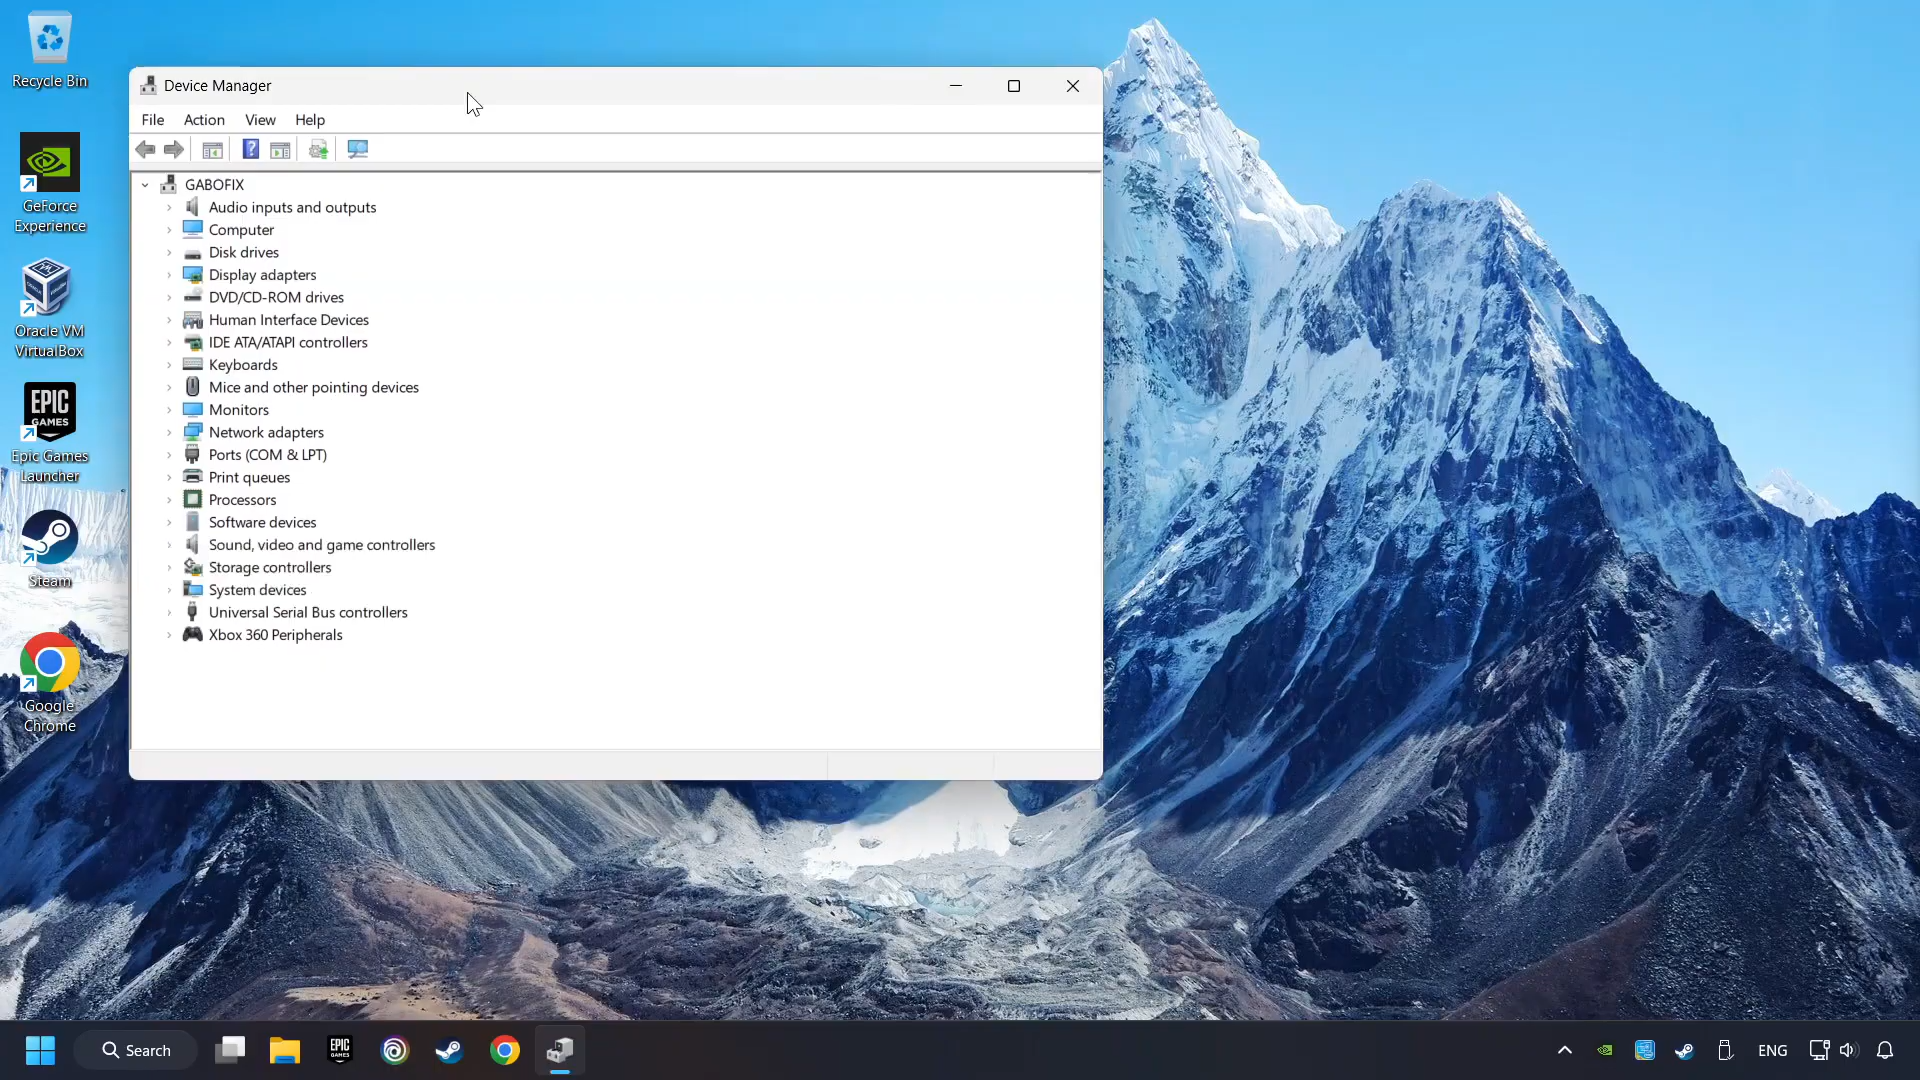 Recycle Bin
GeForce
Experience
Oracle VM
VirtualBox
EPIC
GAMES
Epic Games
Launcher
Steam
Google
Chrome
Device Manager
File Action View Help
GABOFIX
Audio inputs and outputs
Computer
Disk drives
Display adapters
DVD/CD-ROM drives
Human Interface Devices
IDE ATA/ATAPI controllers
Keyboards
Mice and other pointing devices
Monitors
Network adapters
Ports (COM & LPT)
Print queues
Processors
Software devices
Sound, video and game controllers
Storage controllers
System devices
Universal Serial Bus controllers
Xbox 360 Peripherals
Search
EPIC
GAMES
ENG